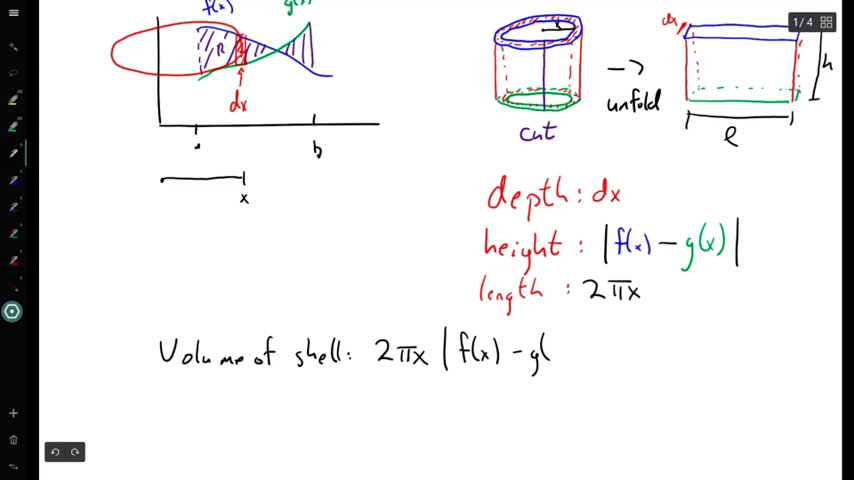 f(x)
g(x)
1/4
R
x
dx
dx
h
unfold
cut
l
b
x
depth: dx
height: |f(x) - g(x)|
length: 2πx
Volume of shell: 2πx |f(x) - g(